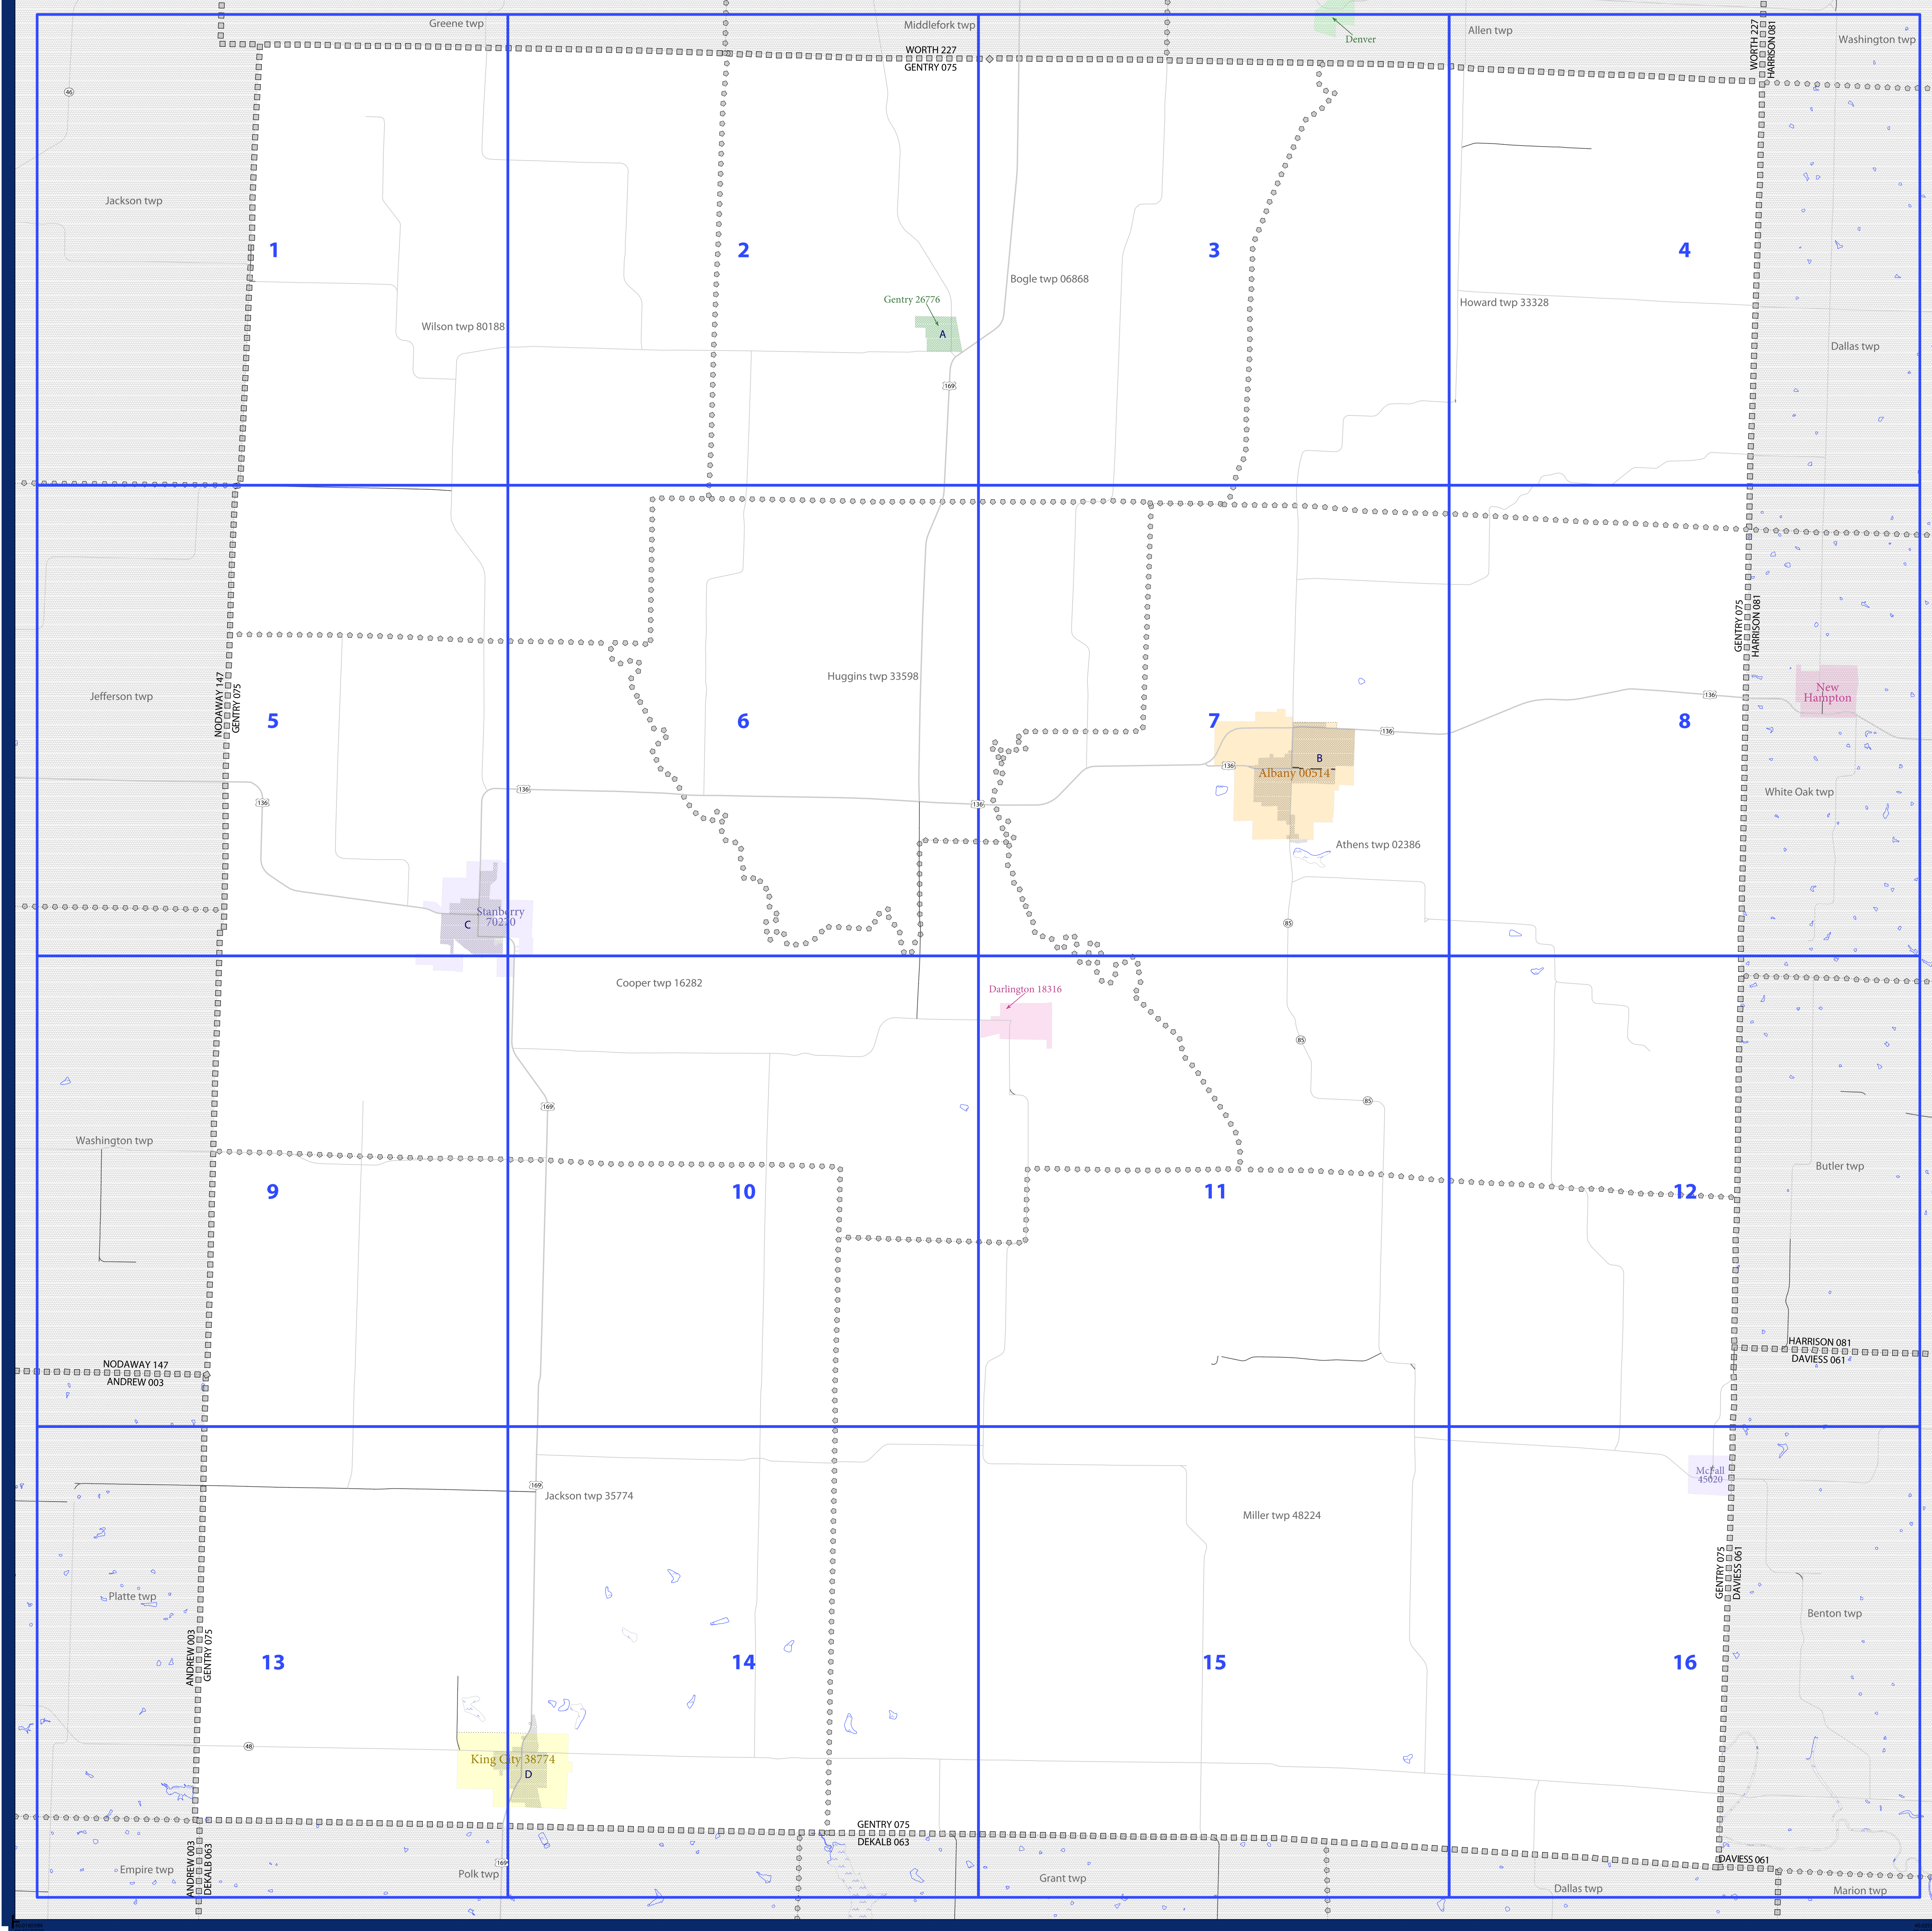 Greene twp
Middlefork twp
Denver
Allen twp
WORTH 227
HARRISON 081
Washington twp
WORTH 227
GENTRY 075
46
Jackson twp
1
2
3
4
Bogle twp 06868
Gentry 26776
A
Howard twp 33328
Wilson twp 80188
Dallas twp
169
GENTRY 075
HARRISON 081
Jefferson twp
NODAWAY 147
GENTRY 075
Huggins twp 33598
New
Hampton
136
5
6
7
8
136
B
136
Albany 00514
136
136
136
White Oak twp
Athens twp 02386
Stanberry
70270
C
85
Cooper twp 16282
Darlington 18316
85
169
85
Washington twp
Butler twp
9
10
11
12
HARRISON 081
DAVIESS 061
NODAWAY 147
ANDREW 003
McFall
45020
169
Jackson twp 35774
Miller twp 48224
GENTRY 075
DAVIESS 061
Platte twp
Benton twp
ANDREW 003
GENTRY 075
13
14
15
16
48
King City 38774
D
GENTRY 075
DEKALB 063
ANDREW 003
DEKALB 063
DAVIESS 061
Empire twp
169
Polk twp
Grant twp
Dallas twp
Marion twp